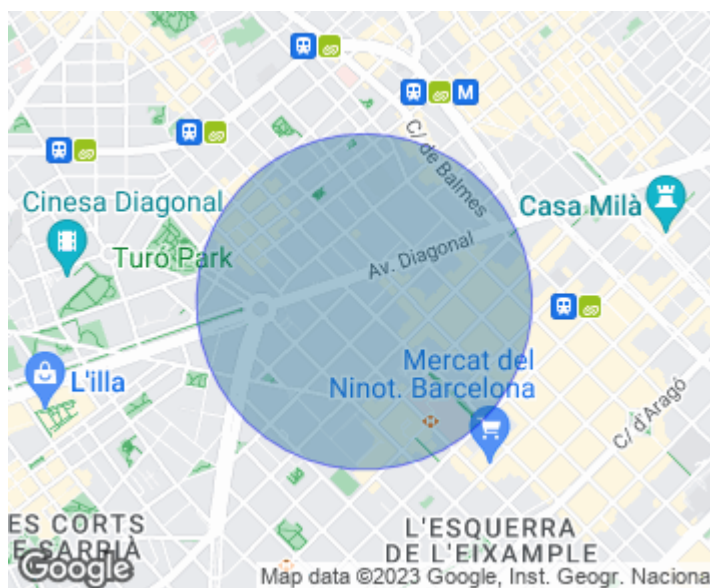 M
C/ de Balmes
Cinesa Diagonal
Casa Milà
Turó Park
Av. Diagonal
Mercat del
Ninot. Barcelona
L'illa
C/ d'Aragó
ES CORTS
E SARRIÀ
L'ESQUERRA
DE L'EIXAMPLE
Google
Map data ©2023 Google, Inst. Geogr. Naciona